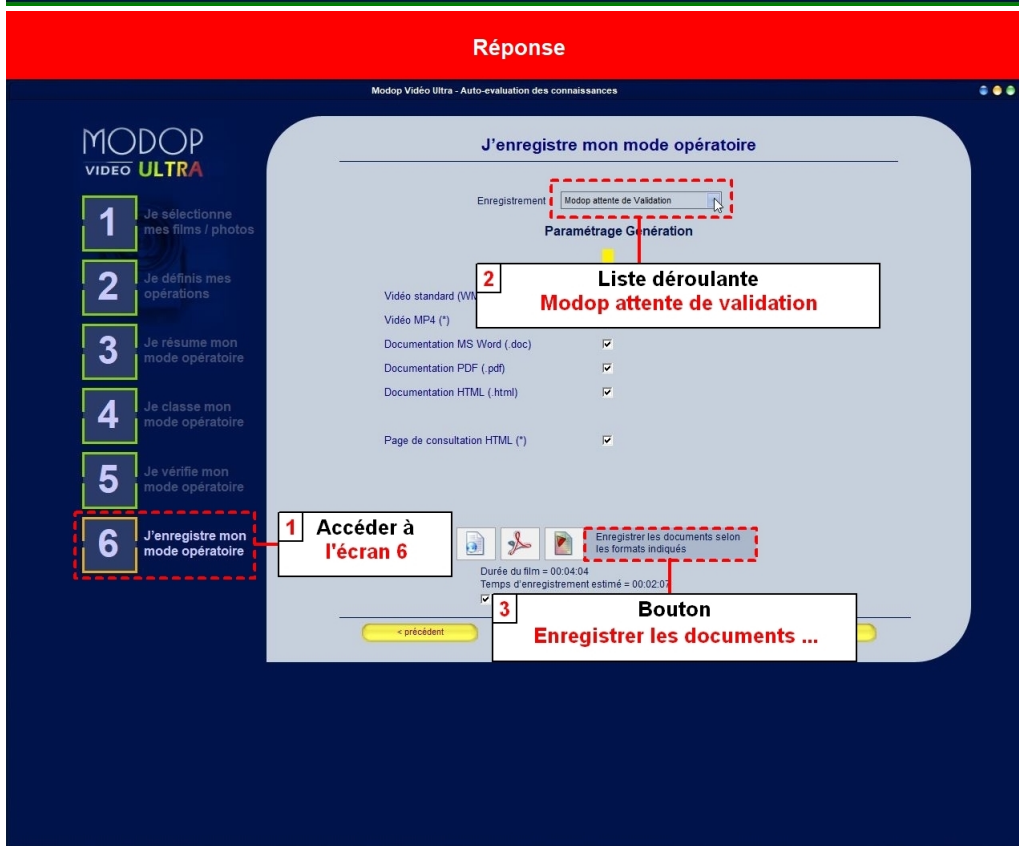 Réponse
Modop Vidéo Ultra - Auto-evaluation des connaissances
MODOP
VIDEO ULTRA
1
Je sélectionne
mes films / photos
2
Je définis mes
opérations
3
Je résume mon
mode opératoire
4
Je classe mon
mode opératoire
5
Je vérifie mon
mode opératoire
6
J'enregistre mon
mode opératoire
J'enregistre mon mode opératoire
Enregistrement
Modop attente de Validation
Paramétrage Génération
2
Liste déroulante
Modop attente de validation
Vidéo standard
Vidéo MP4 (*)
Documentation MS Word (.doc)
Documentation PDF (.pdf)
Documentation HTML (.html)
Page de consultation HTML (*)
1
Accéder à
l'écran 6
Enregistrer les documents selon
les formats indiqués
Durée du film = 00:04:04
Temps d'enregistrement estimé = 00:02:07
3
Bouton
Enregistrer les documents ...
< précédent